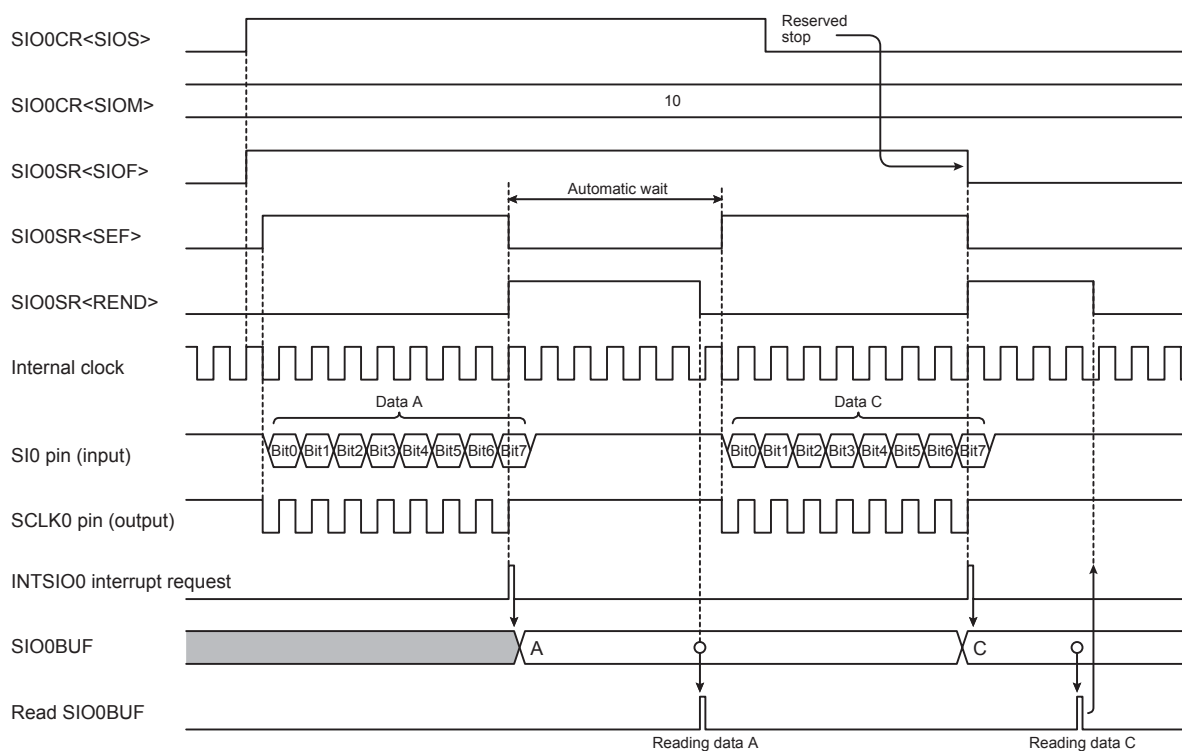 SIO0CR<SIOS>
Reserved
stop
SIO0CR<SIOM>
10
SIO0SR<SIOF>
Automatic wait
SIO0SR<SEF>
SIO0SR<REND>
Internal clock
Data A
Data C
SI0 pin (input)
Bit0 Bit1 Bit2 Bit3 Bit4 Bit5 Bit6 Bit7
Bit0 Bit1 Bit2 Bit3 Bit4 Bit5 Bit6 Bit7
SCLK0 pin (output)
INTSIO0 interrupt request
SIO0BUF
A
C
Read SIO0BUF
Reading data A
Reading data C